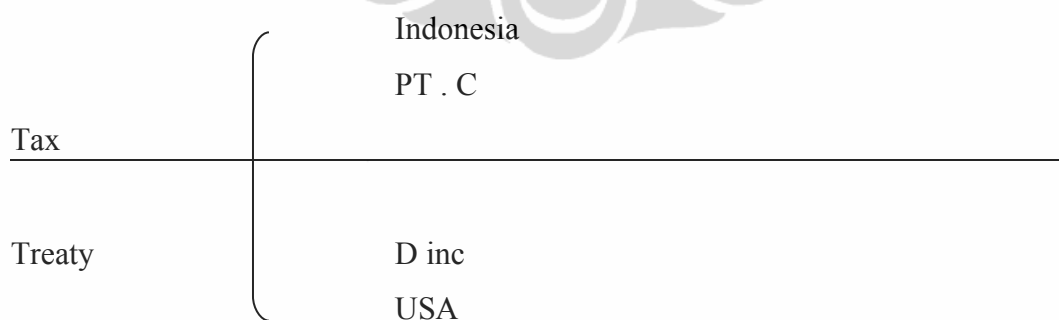 Indonesia
PT . C
Tax
Treaty D inc
USA